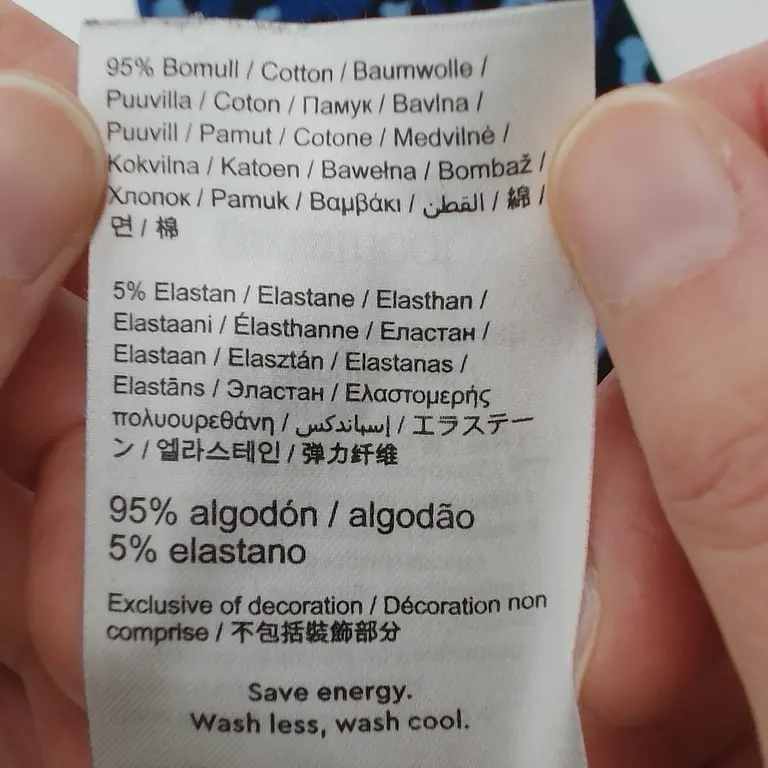 95% Bomull / Cotton / Baumwolle /
Puuvilla / Coton / Памук / Bavlna /
Puuvill / Pamut / Cotone / Medvilnė /
Kokvilna / Katoen / Bawełna / Bombaž /
Хлопок / Pamuk / Βαμβάκι / القطن / 綿 /
면 / 棉
5% Elastan / Elastane / Elasthan /
Elastaani / Élasthanne / Еластан /
Elastaan / Elasztán / Elastanas /
Elastāns / Эластан / Ελαστομερής
πολυουρεθάνη / إسباندكس / エラステー
ン / 엘라스테인 / 弹力纤维
95% algodón / algodão
5% elastano
Exclusive of decoration / Décoration non
comprise / 不包括裝飾部分
Save energy.
Wash less, wash cool.